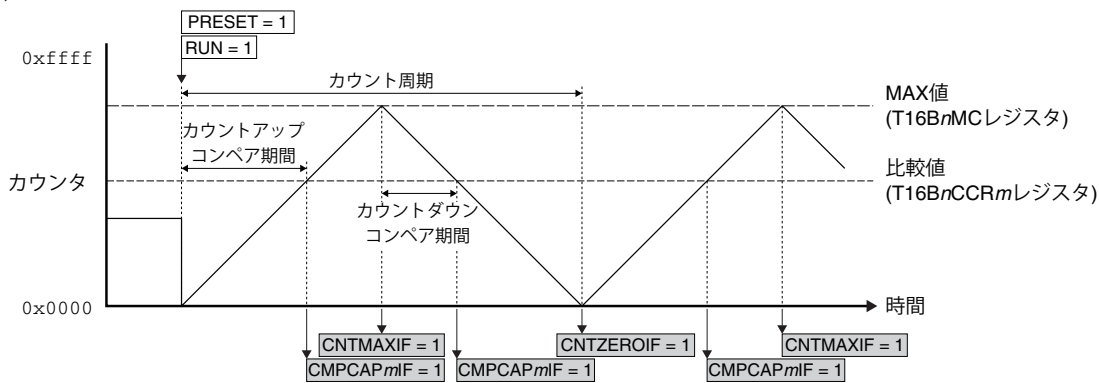 PRESET = 1
RUN = 1
0xffff
カウント周期
MAX値
(T16BnMCレジスタ)
カウントアップ
コンペア期間
比較値
(T16BnCCRmレジスタ)
カウンタ
カウントダウン
コンペア期間
0x0000
時間
CNTMAXIF = 1
CNTZEROIF = 1
CNTMAXIF = 1
CMPCAPmIF = 1
CMPCAPmIF = 1
CMPCAPmIF = 1